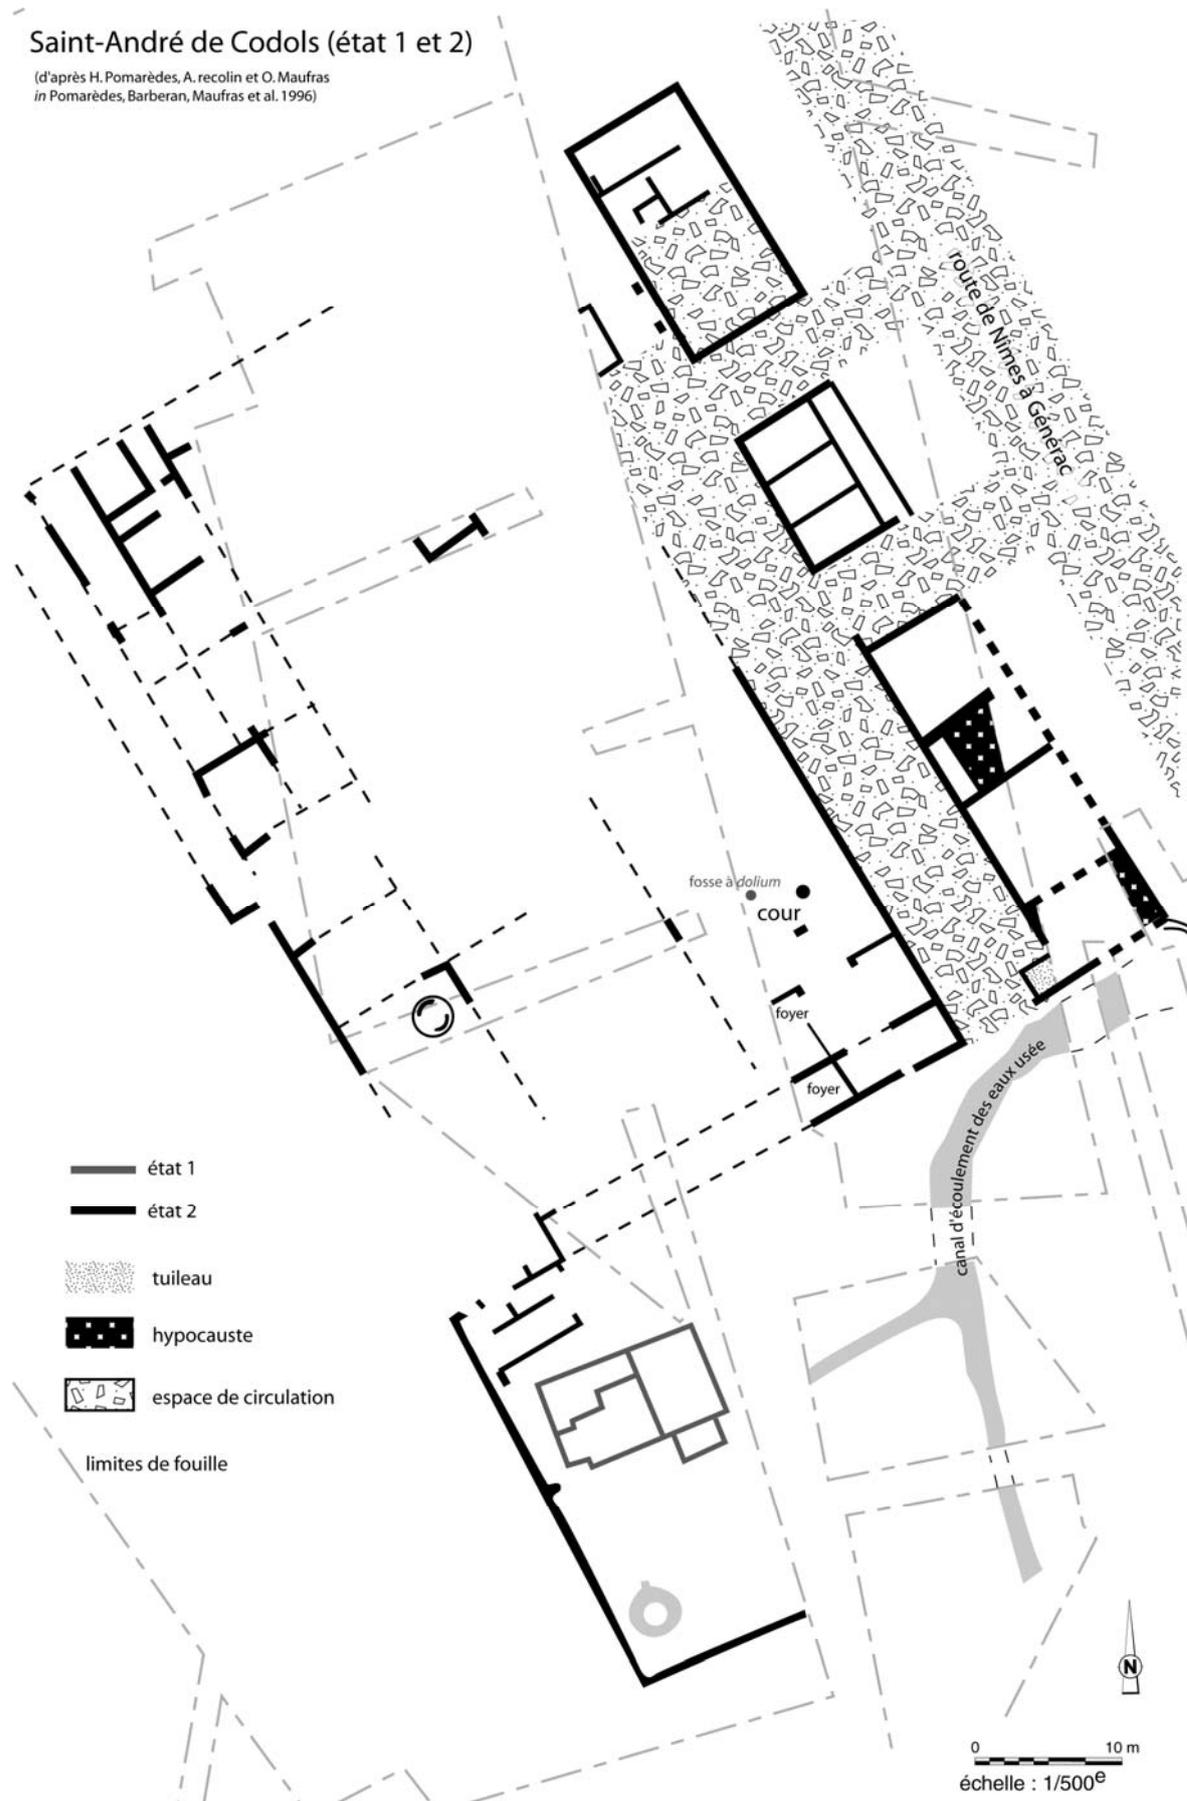 Saint-André de Codols (état 1 et 2)
(d'après H. Pomarèdes, A. recolin et O. Maufras
in Pomarèdes, Barberan, Maufras et al. 1996)
route de Nîmes à Générac
fosse à dolium
cour
foyer
foyer
canal d'écoulement des eaux usée
état 1
état 2
tuileau
hypocauste
espace de circulation
limites de fouille
N
0 10 m
échelle : 1/500e